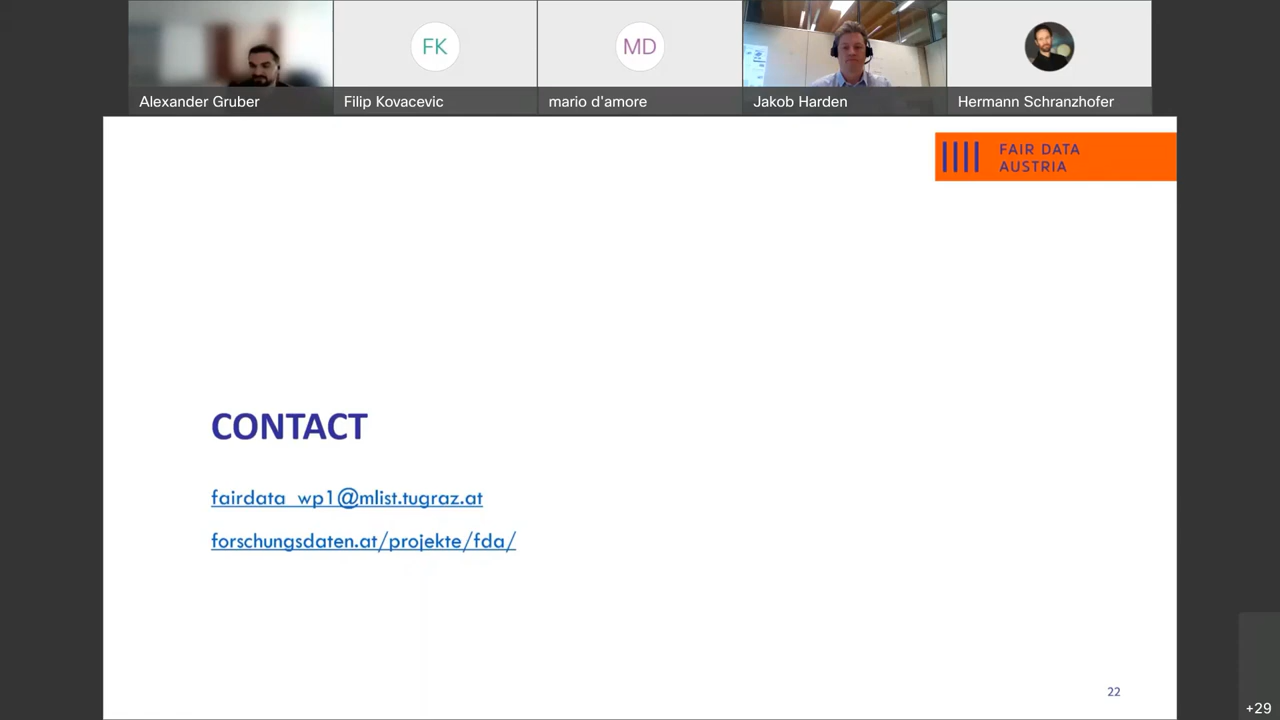 FK
MD
Alexander Gruber
Filip Kovacevic
mario d'amore
Jakob Harden
Hermann Schranzhofer
FAIR DATA
AUSTRIA
CONTACT
fairdata_wp1@mlist.tugraz.at
forschungsdaten.at/projekte/fda/
22
+29